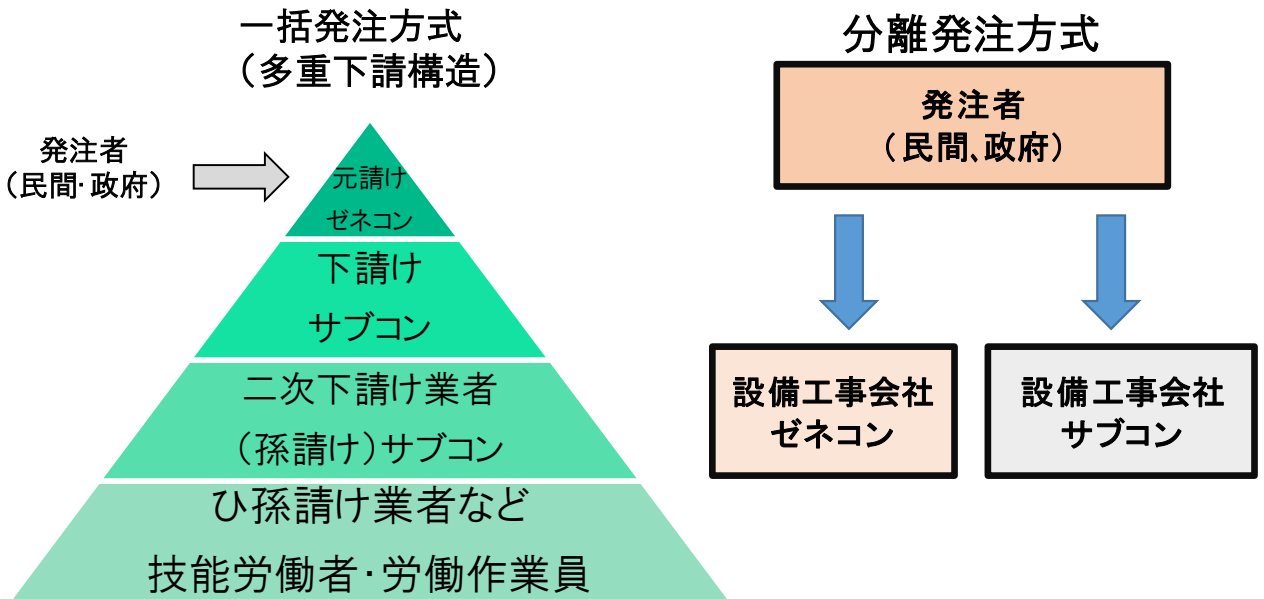 一括発注方式
（多重下請構造）
発注者
（民間・政府）
元請け
ゼネコン
下請け
サブコン
二次下請け業者
（孫請け）サブコン
ひ孫請け業者など
技能労働者・労働作業員
分離発注方式
発注者
（民間、政府）
設備工事会社
ゼネコン
設備工事会社
サブコン